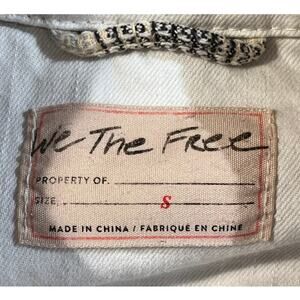 We The Free
PROPERTY OF.
SIZE. S
MADE IN CHINA / FABRIQUÉ EN CHINE